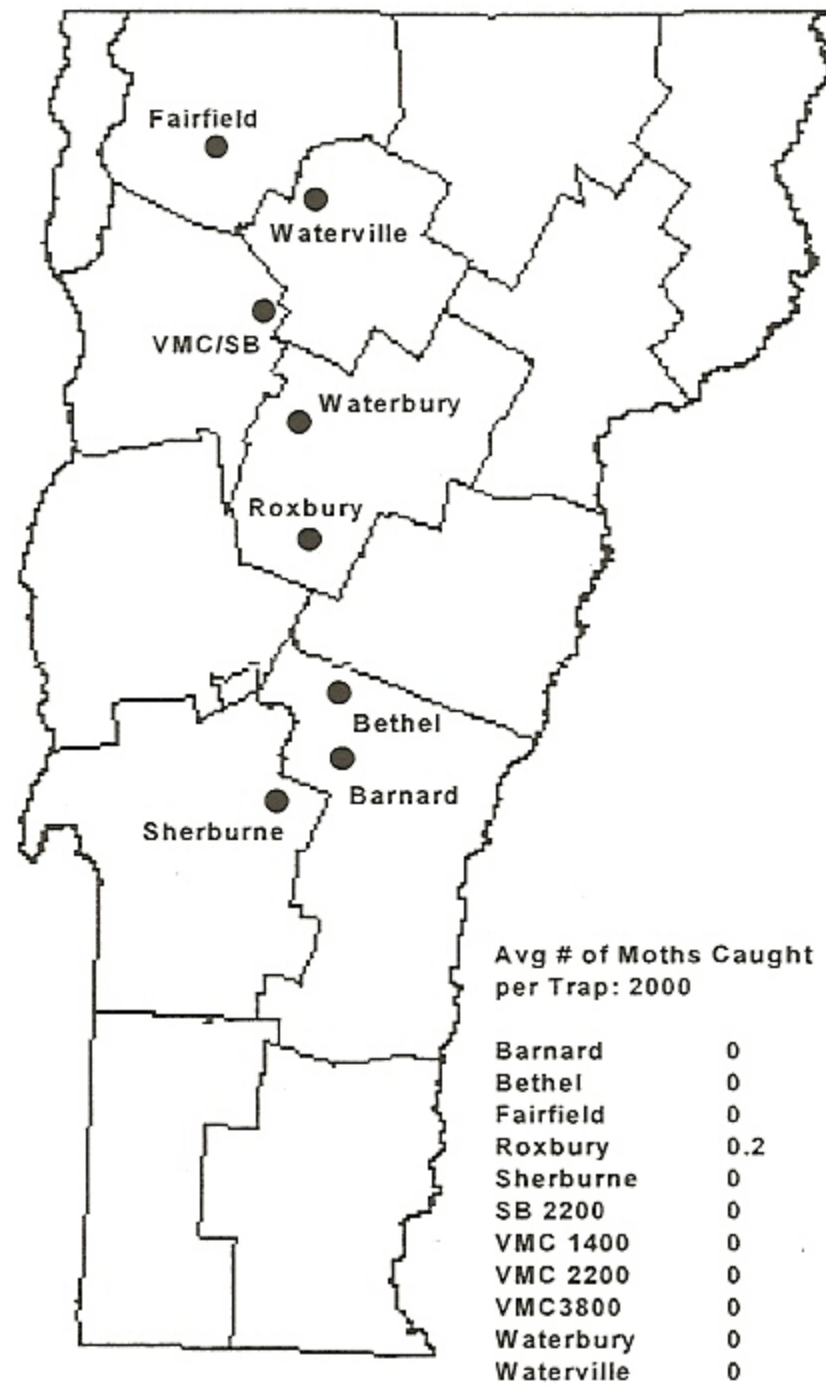 Fairfield
Waterville
VMC/SB
Waterbury
Roxbury
Bethel
Barnard
Sherburne
Avg # of Moths Caught
per Trap: 2000
Barnard 0
Bethel 0
Fairfield 0
Roxbury 0.2
Sherburne 0
SB 2200 0
VMC 1400 0
VMC 2200 0
VMC3800 0
Waterbury 0
Waterville 0